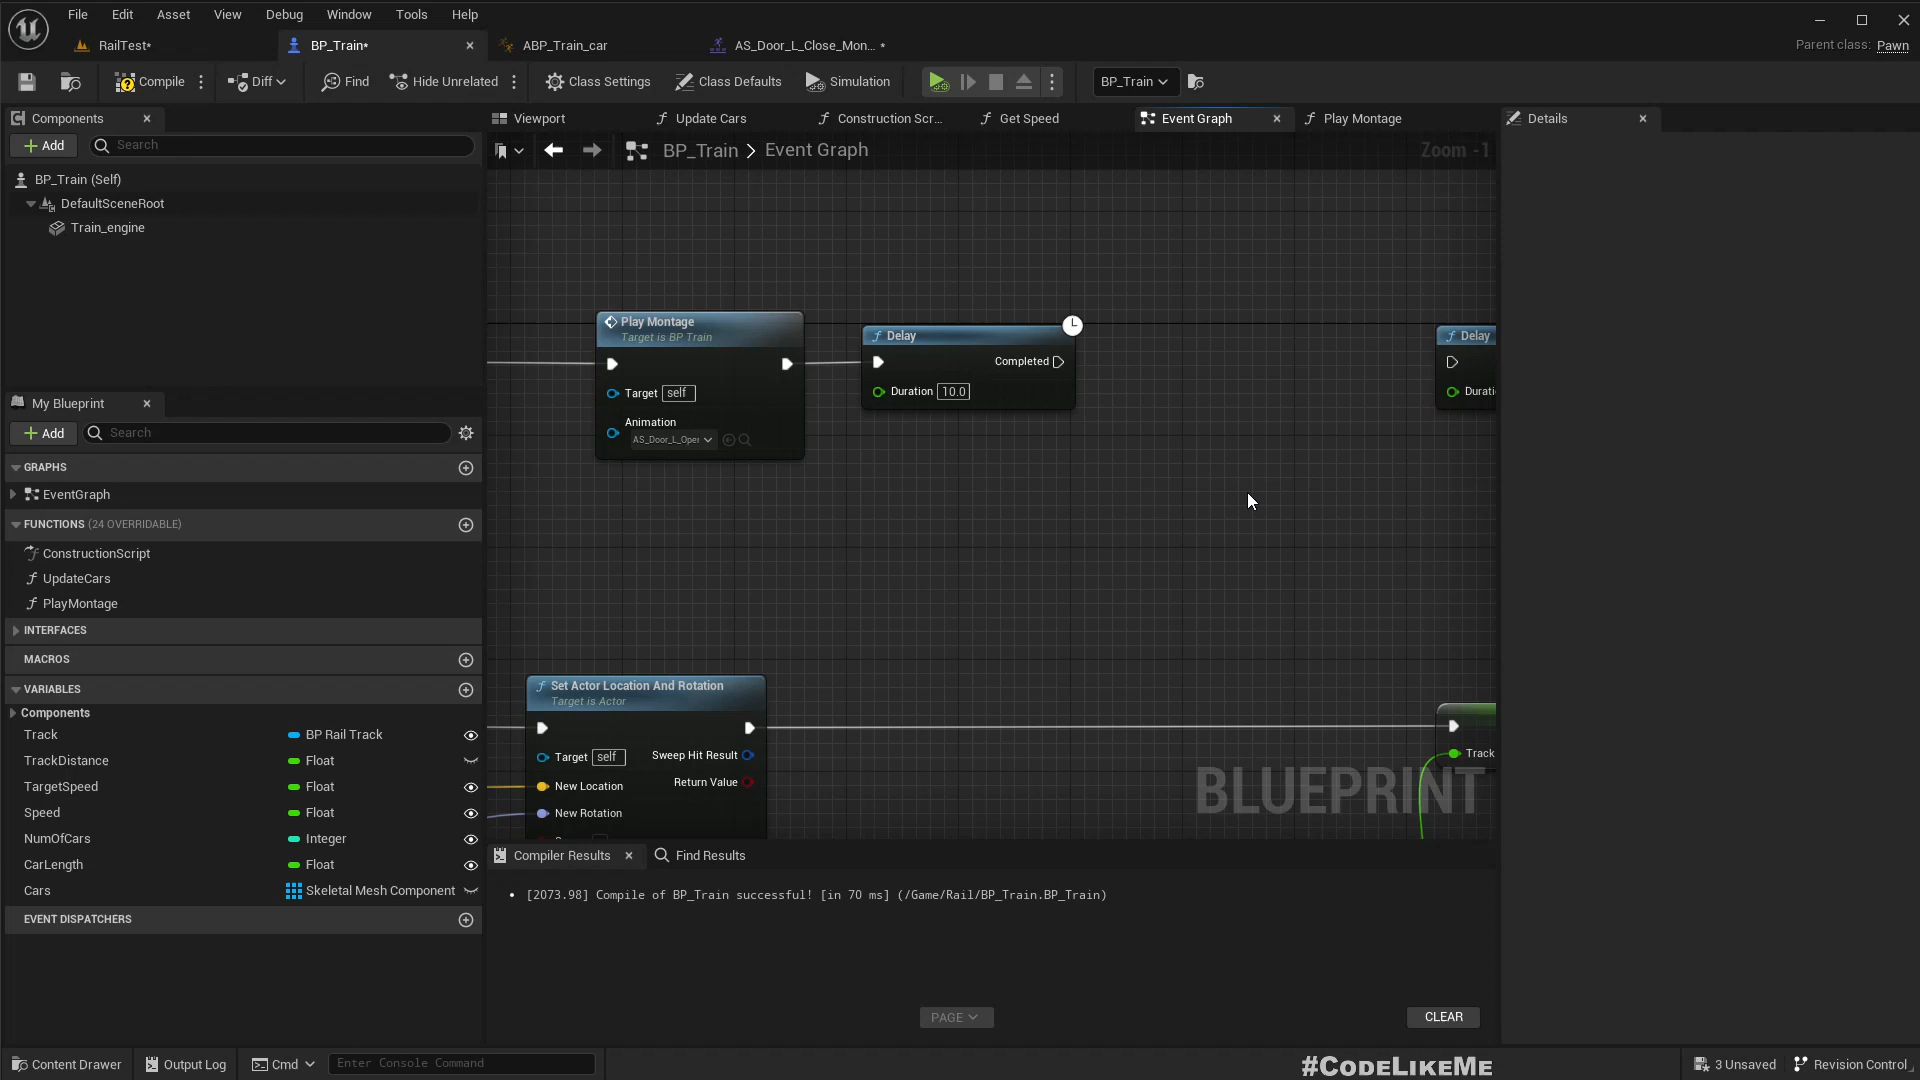 File Edit Asset View Debug Window Tools Help
RailTest* BP_Train* ABP_Train_car AS_Door_L_Close_Mon... * Parent class: Pawn
Compile Diff Find Hide Unrelated Class Settings Class Defaults Simulation BP_Train
Components Viewport Update Cars Construction Scr... Get Speed Event Graph Play Montage Details
Add Search BP_Train > Event Graph Zoom -1
BP_Train (Self)
DefaultSceneRoot
Train_engine
Play Montage
Target is BP Train
Target self
Animation
AS_Door_L_Oper
Delay
Completed
Duration 10.0
Delay
Durati
My Blueprint
Add Search
GRAPHS
EventGraph
FUNCTIONS (24 OVERRIDABLE)
ConstructionScript
UpdateCars
PlayMontage
INTERFACES
MACROS
VARIABLES
Components
Track BP Rail Track
TrackDistance Float
TargetSpeed Float
Speed Float
NumOfCars Integer
CarLength Float
Cars Skeletal Mesh Component
EVENT DISPATCHERS
Set Actor Location And Rotation
Target is Actor
Target self Sweep Hit Result
Return Value
New Location
New Rotation
Track
BLUEPRINT
Compiler Results Find Results
[2073.98] Compile of BP_Train successful! [in 70 ms] (/Game/Rail/BP_Train.BP_Train)
PAGE CLEAR
Content Drawer Output Log Cmd Enter Console Command #CODELIKEME 3 Unsaved Revision Control